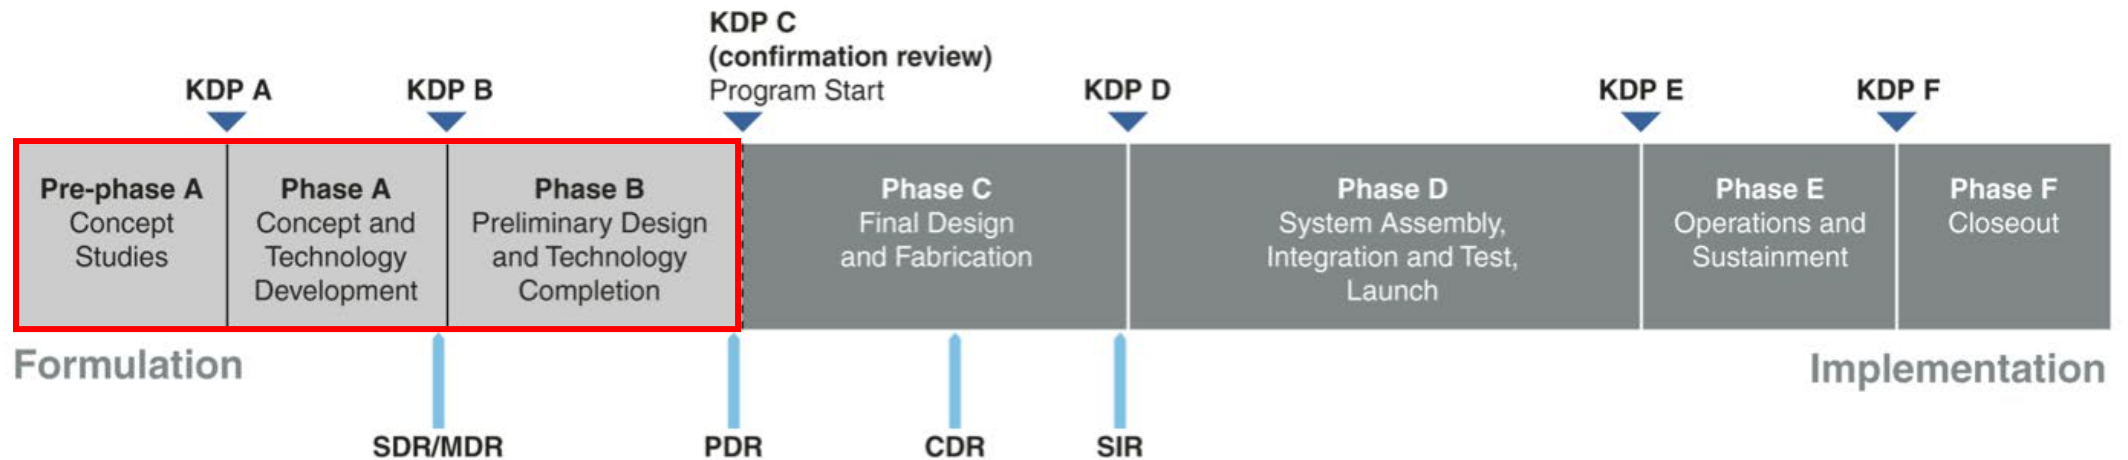 KDP C
(confirmation review)
Program Start
KDP A
KDP B
KDP D
KDP E
KDP F
Pre-phase A
Concept
Studies
Phase A
Concept and
Technology
Development
Phase B
Preliminary Design
and Technology
Completion
Phase C
Final Design
and Fabrication
Phase D
System Assembly,
Integration and Test,
Launch
Phase E
Operations and
Sustainment
Phase F
Closeout
Formulation
Implementation
SDR/MDR
PDR
CDR
SIR